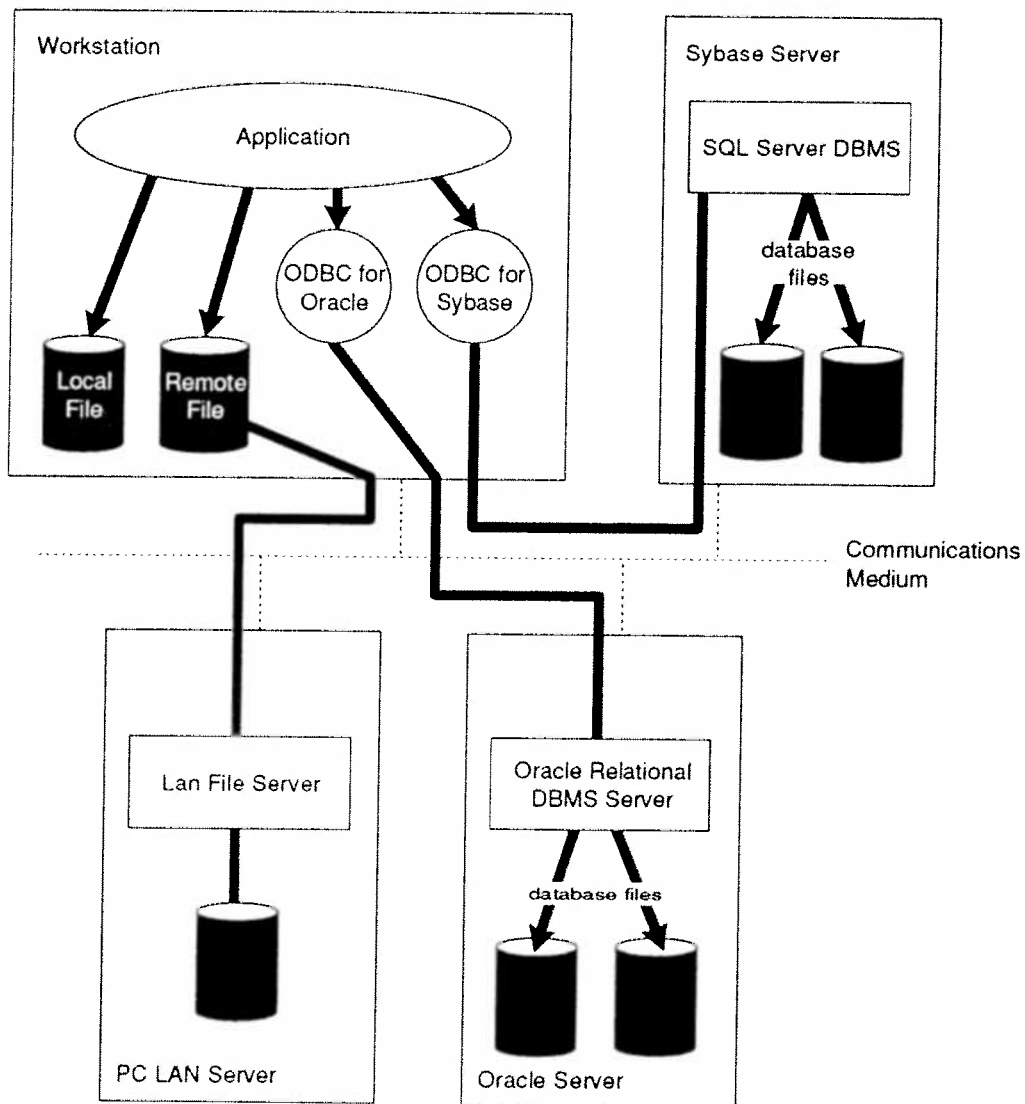 Workstation
Application
ODBC for
Oracle
ODBC for
Sybase
Local
File
Remote
File
Sybase Server
SQL Server DBMS
database
files
Communications
Medium
Lan File Server
PC LAN Server
Oracle Relational
DBMS Server
database files
Oracle Server